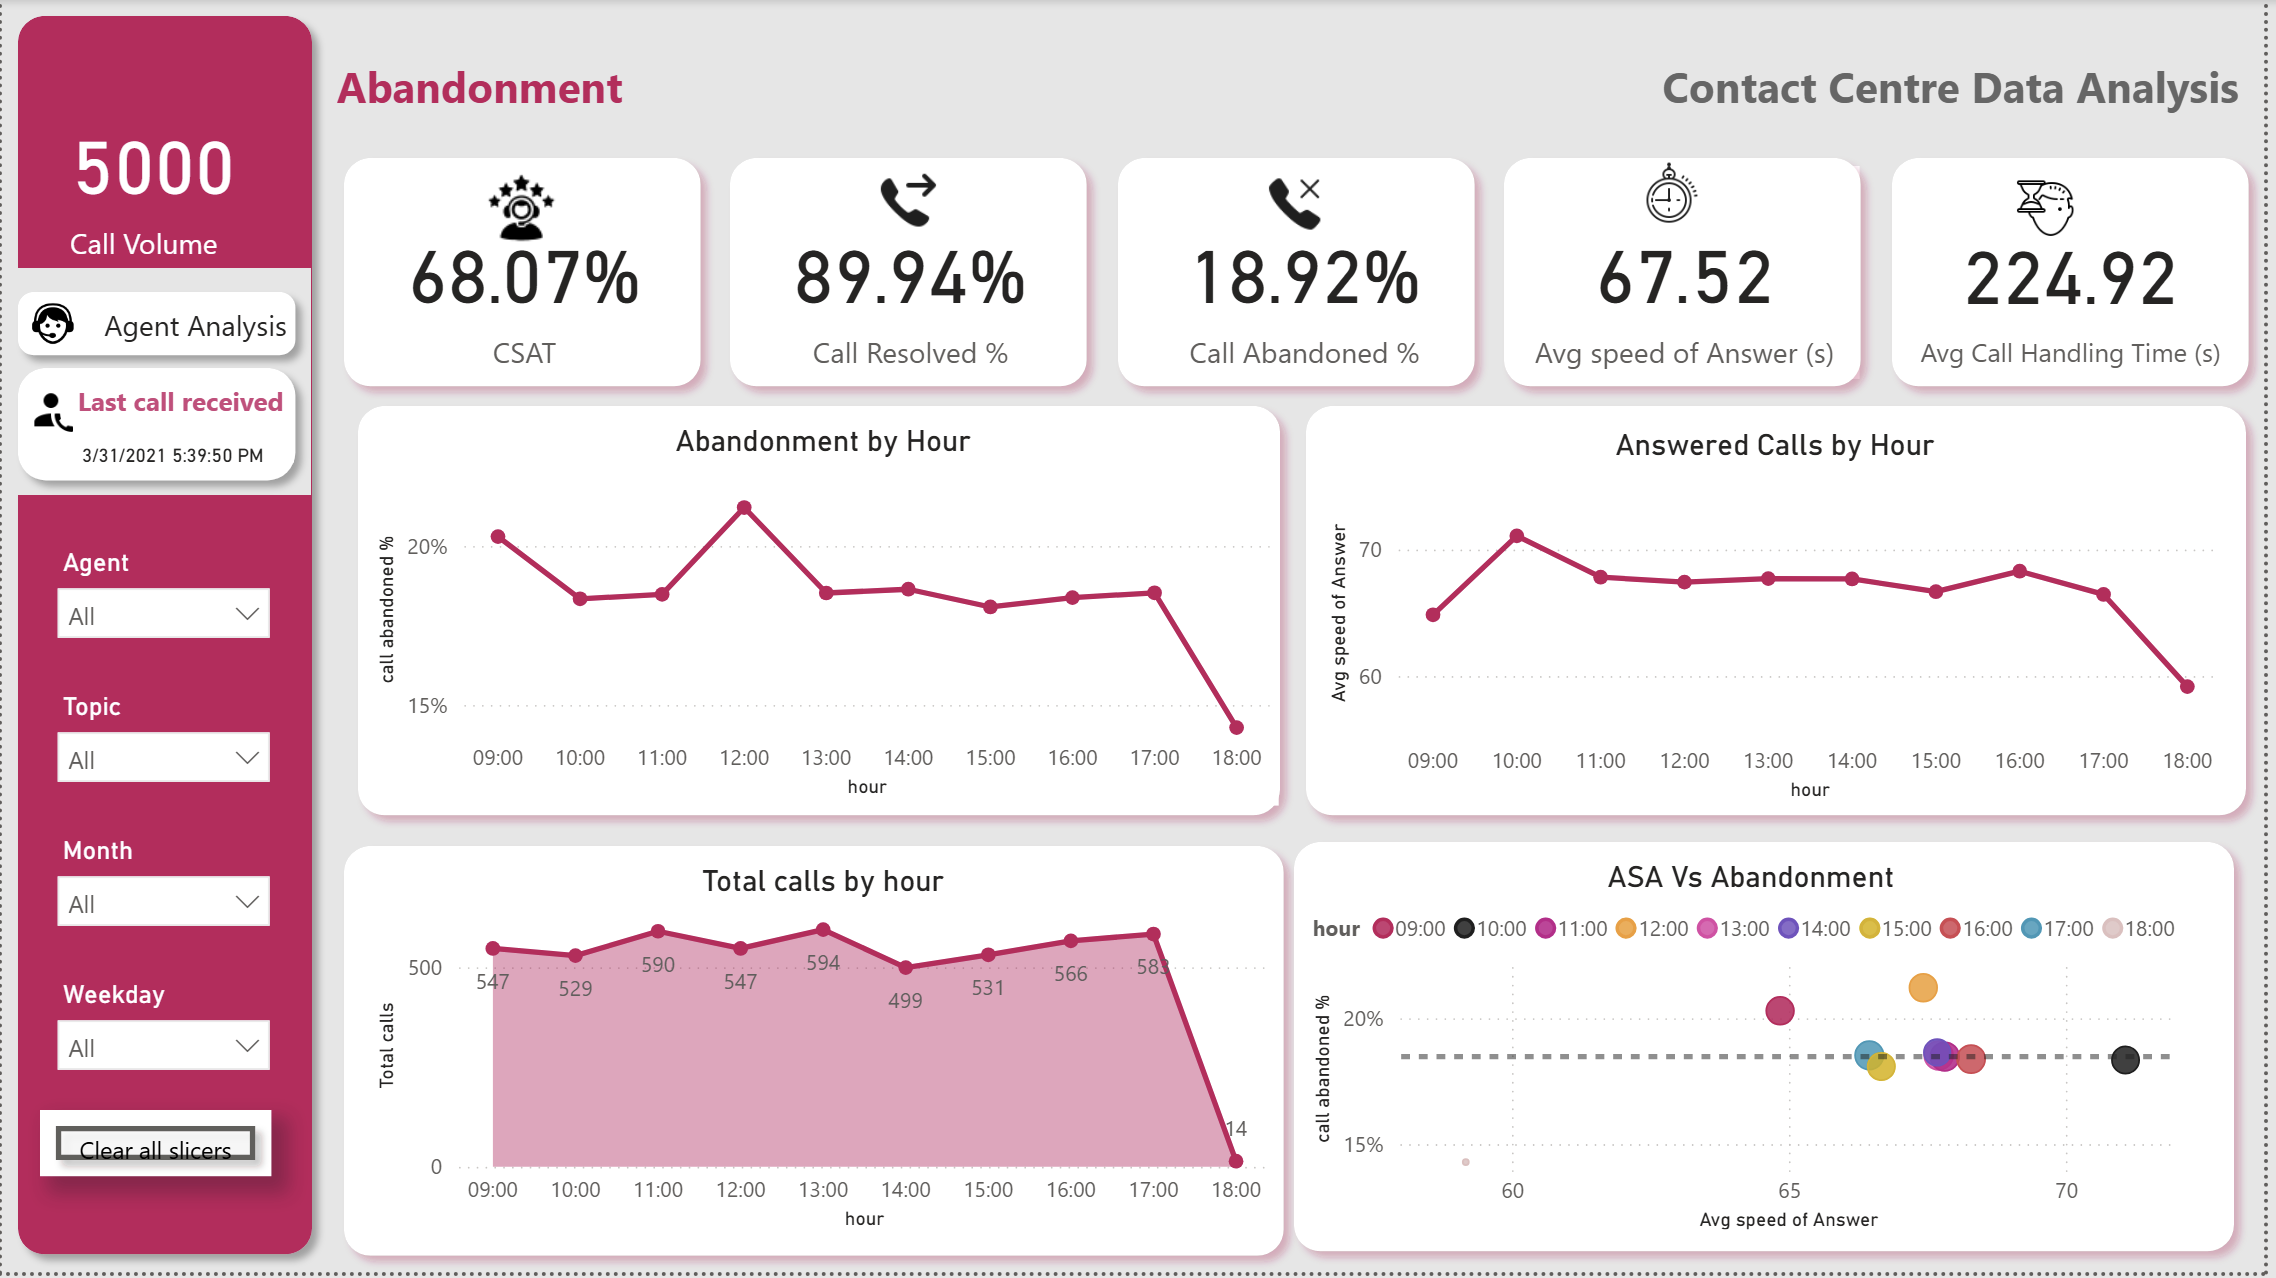 Abandonment
Contact Centre Data Analysis
5000
Call Volume
Agent Analysis
Last call received
3/31/2021 5:39:50 PM
Agent
All
Topic
All
Month
All
Weekday
All
Clear all slicers
68.07%
CSAT
89.94%
Call Resolved %
18.92%
Call Abandoned %
67.52
Avg speed of Answer (s)
224.92
Avg Call Handling Time (s)
Abandonment by Hour
call abandoned %
20%
15%
09:00 10:00 11:00 12:00 13:00 14:00 15:00 16:00 17:00 18:00
hour
Answered Calls by Hour
Avg speed of Answer
70
60
09:00 10:00 11:00 12:00 13:00 14:00 15:00 16:00 17:00 18:00
hour
Total calls by hour
Total calls
500
0
547 529 590 547 594 499 531 566 583 14
09:00 10:00 11:00 12:00 13:00 14:00 15:00 16:00 17:00 18:00
hour
ASA Vs Abandonment
hour 09:00 10:00 11:00 12:00 13:00 14:00 15:00 16:00 17:00 18:00
call abandoned %
20%
15%
60 65 70
Avg speed of Answer